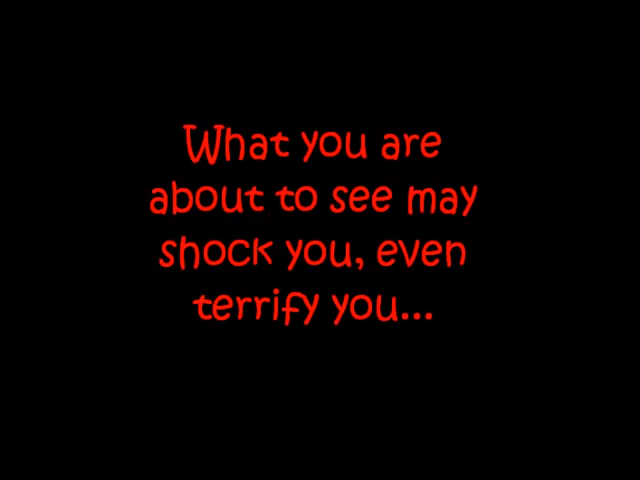 What you are
about to see may
shock you, even
terrify you...